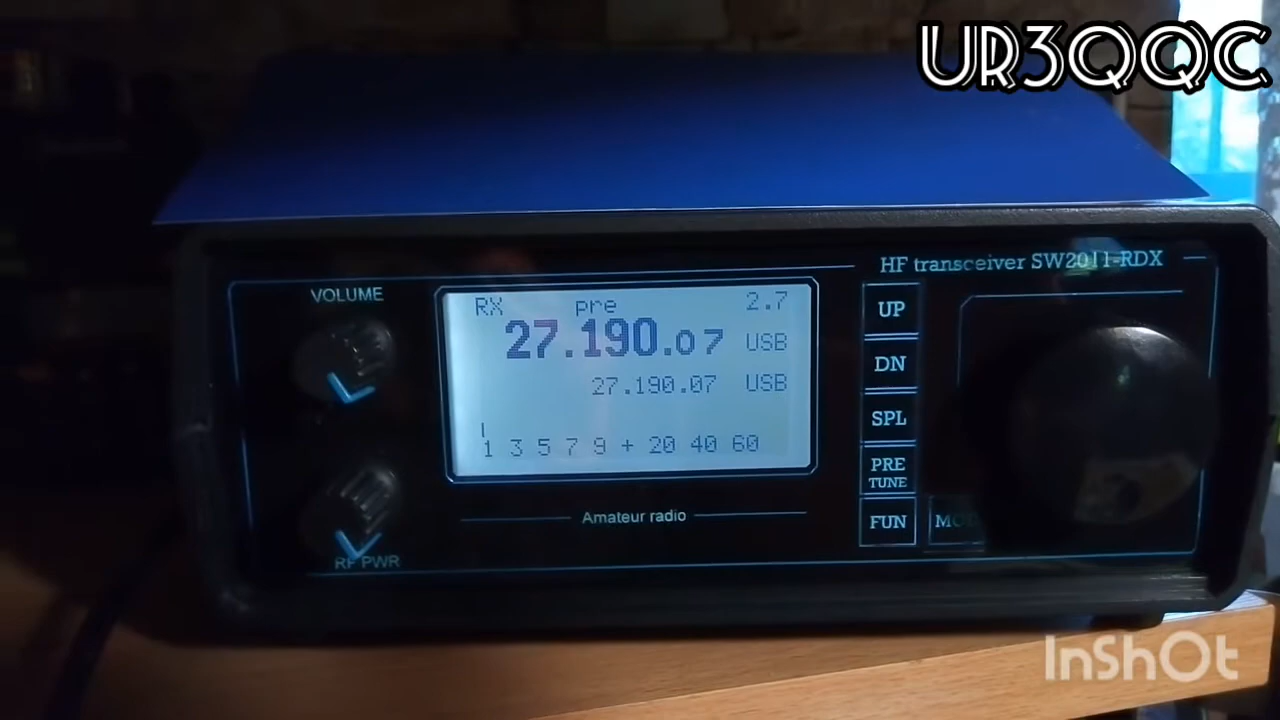 UR3QQC
HF transceiver SW2011-RDX
VOLUME
RX pre 2.7
27.190.07 USB
27.190.07 USB
1 3 5 7 9 + 20 40 60
UP
DN
SPL
PRE
TUNE
FUN
Amateur radio
RF PWR
InShOt